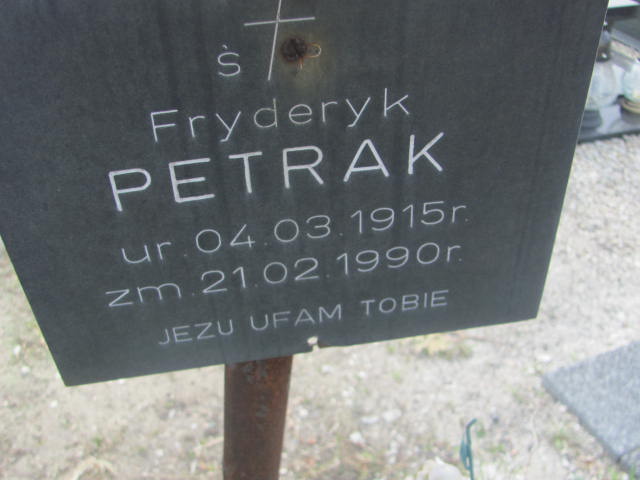 Ś P
Fryderyk
PETRAK
ur. 04.03.1915r.
zm. 21.02.1990r.
JEZU UFAM TOBIE